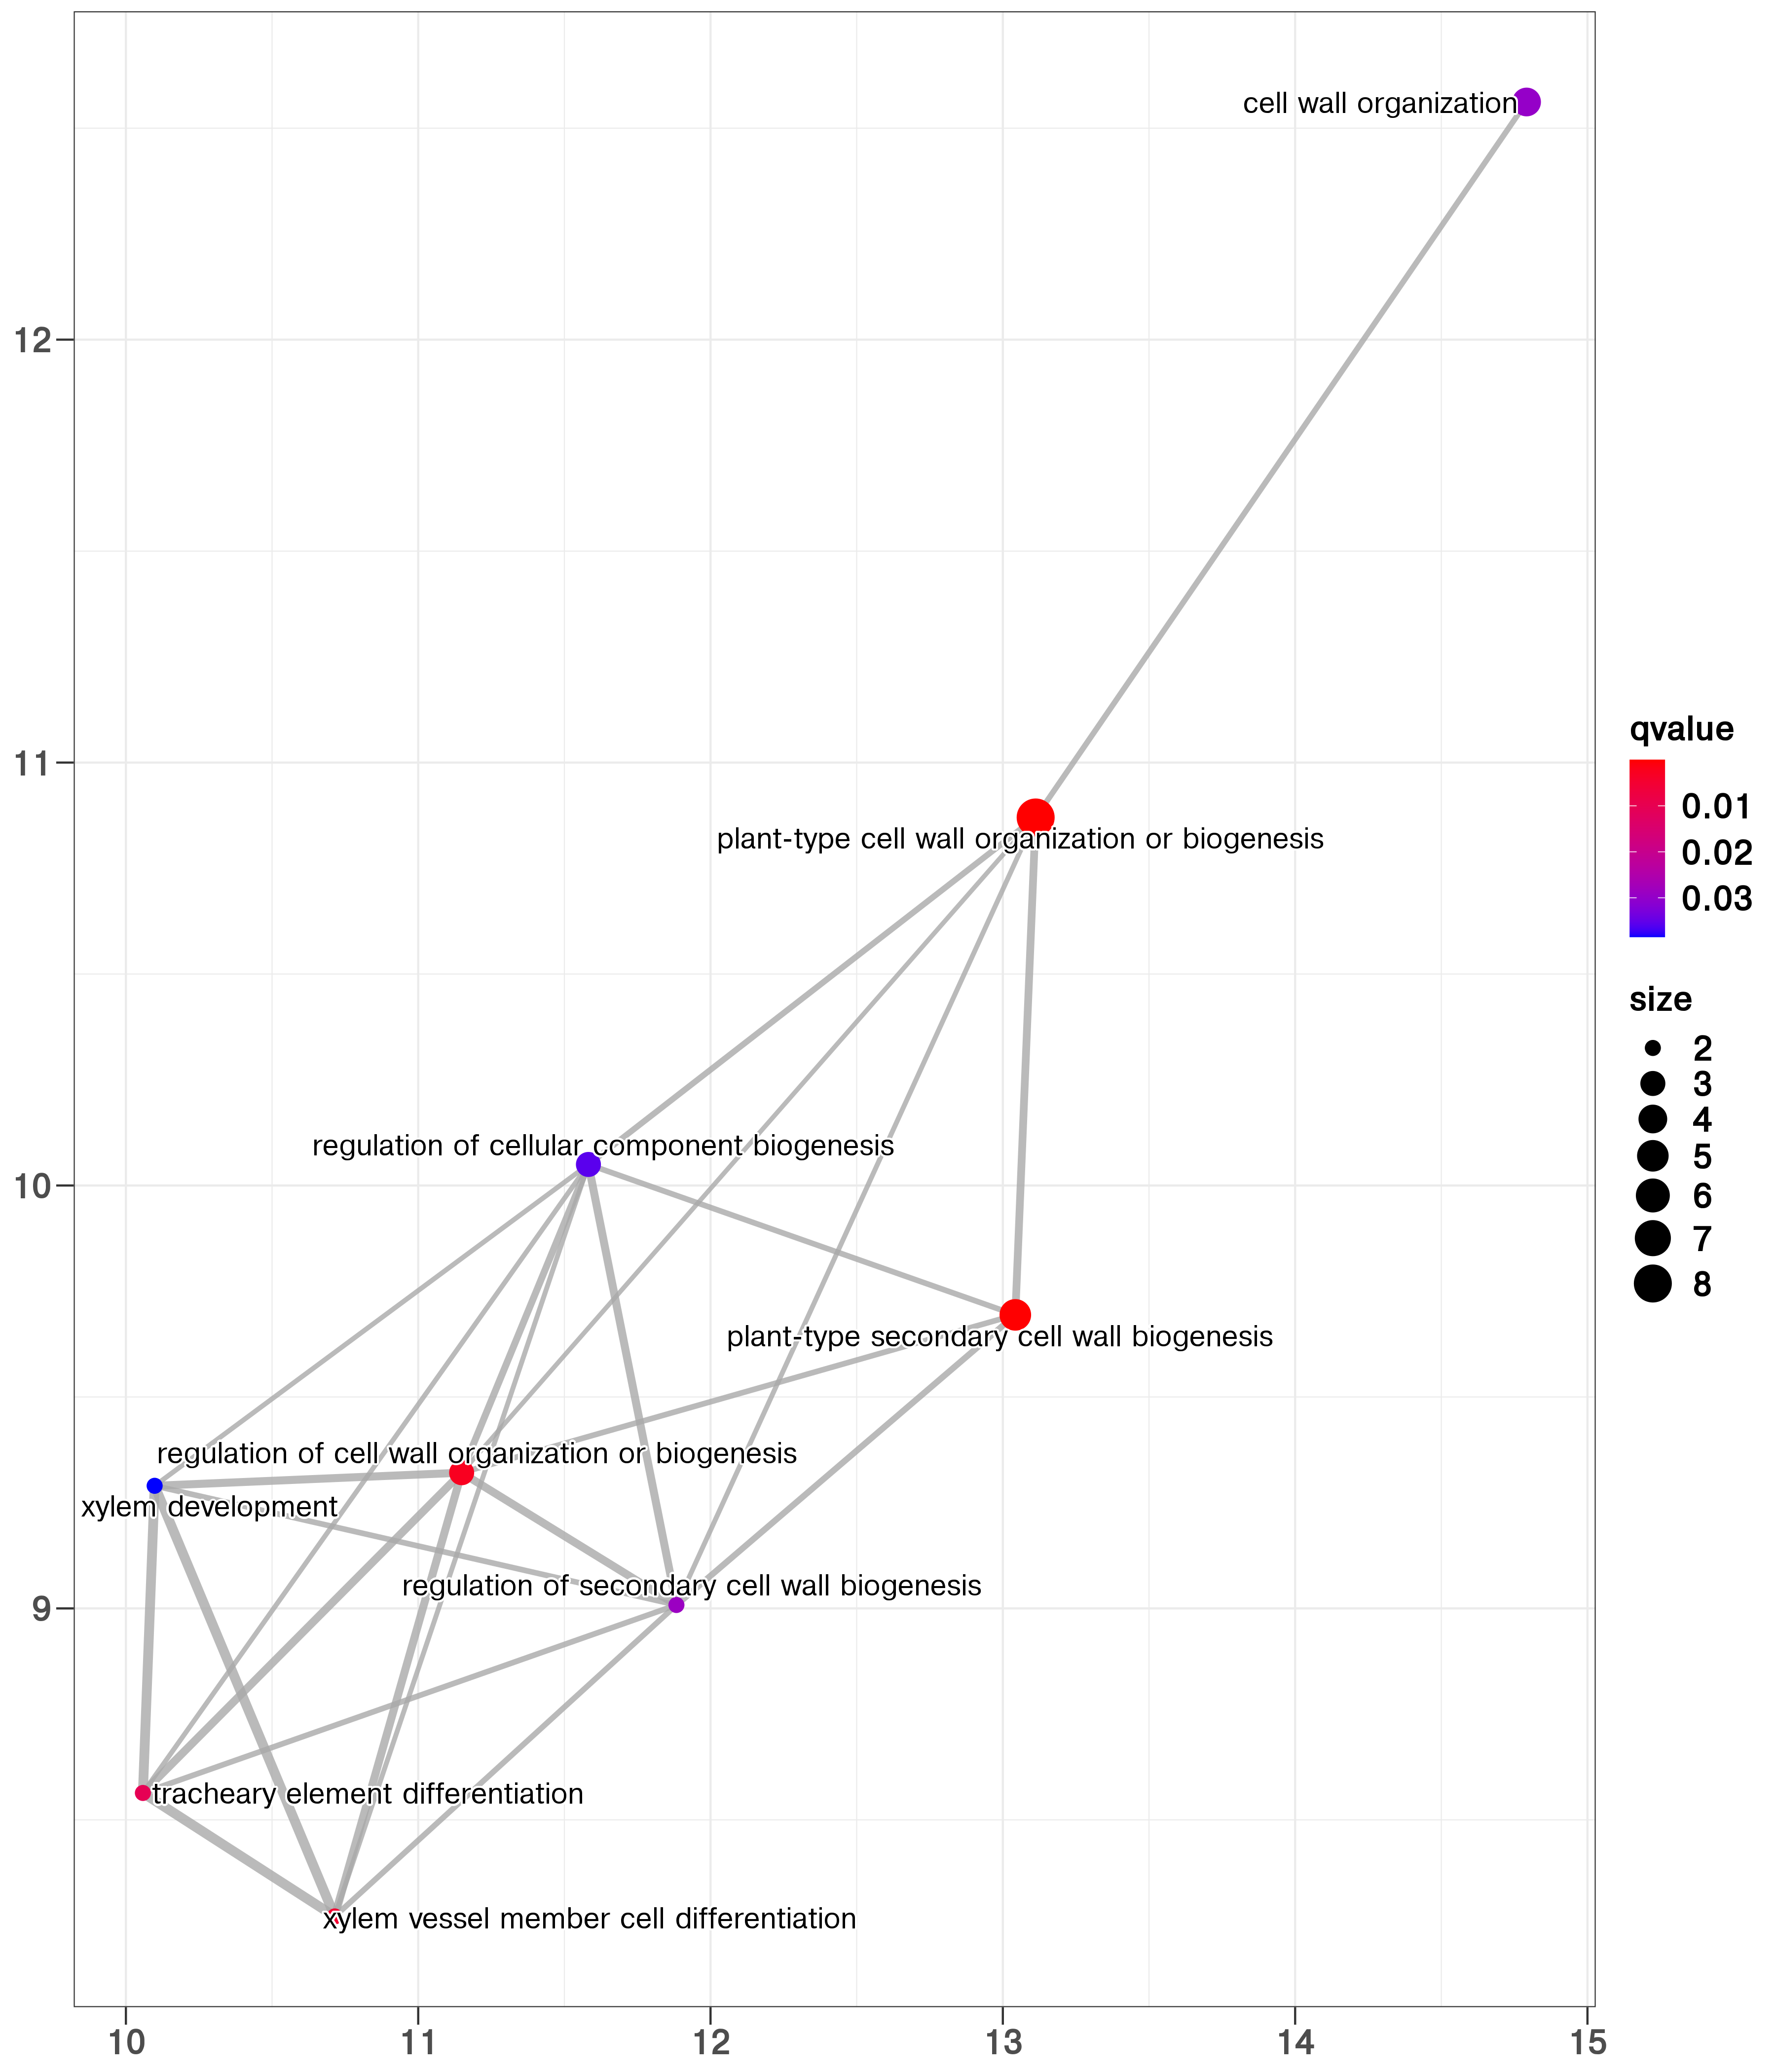 cell wall organization
12
11
plant-type cell wall organization or biogenesis
regulation of cellular component biogenesis
10
plant-type secondary cell wall biogenesis
regulation of cell wall organization or biogenesis
xylem development
regulation of secondary cell wall biogenesis
9
tracheary element differentiation
xylem vessel member cell differentiation
10 11 12 13 14 15
qvalue
0.01
0.02
0.03
size
2
3
4
5
6
7
8